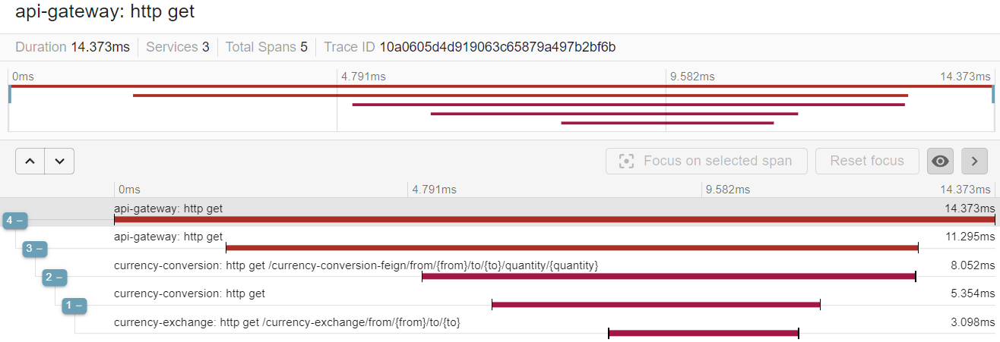 api-gateway: http get
Duration 14.373ms Services 3 Total Spans 5 Trace ID 10a0605d4d919063c65879a497b2bf6b
0ms 4.791ms 9.582ms 14.373ms
Focus on selected span Reset focus
0ms 4.791ms 9.582ms 14.373ms
api-gateway: http get 14.373ms
4 −
api-gateway: http get 11.295ms
3 −
currency-conversion: http get /currency-conversion-feign/from/{from}/to/{to}/quantity/{quantity} 8.052ms
2 −
currency-conversion: http get 5.354ms
1 −
currency-exchange: http get /currency-exchange/from/{from}/to/{to} 3.098ms